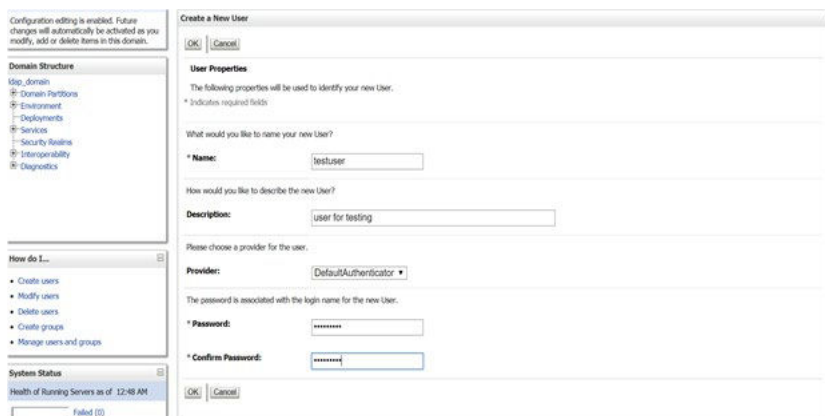 Configuration editing is enabled. Future
changes will automatically be activated as you
modify, add or delete items in this domain.
Domain Structure
ldap_domain
Domain Partitions
Environment
Deployments
Services
Security Realms
Interoperability
Diagnostics
How do I...
Create users
Modify users
Delete users
Create groups
Manage users and groups
System Status
Health of Running Servers as of 12:48 AM
Failed (0)
Create a New User
OK Cancel
User Properties
The following properties will be used to identify your new User.
* Indicates required fields
What would you like to name your new User?
* Name: testuser
How would you like to describe the new User?
Description: user for testing
Please choose a provider for the user.
Provider: DefaultAuthenticator
The password is associated with the login name for the new User.
* Password: •••••••••
* Confirm Password: •••••••••
OK Cancel